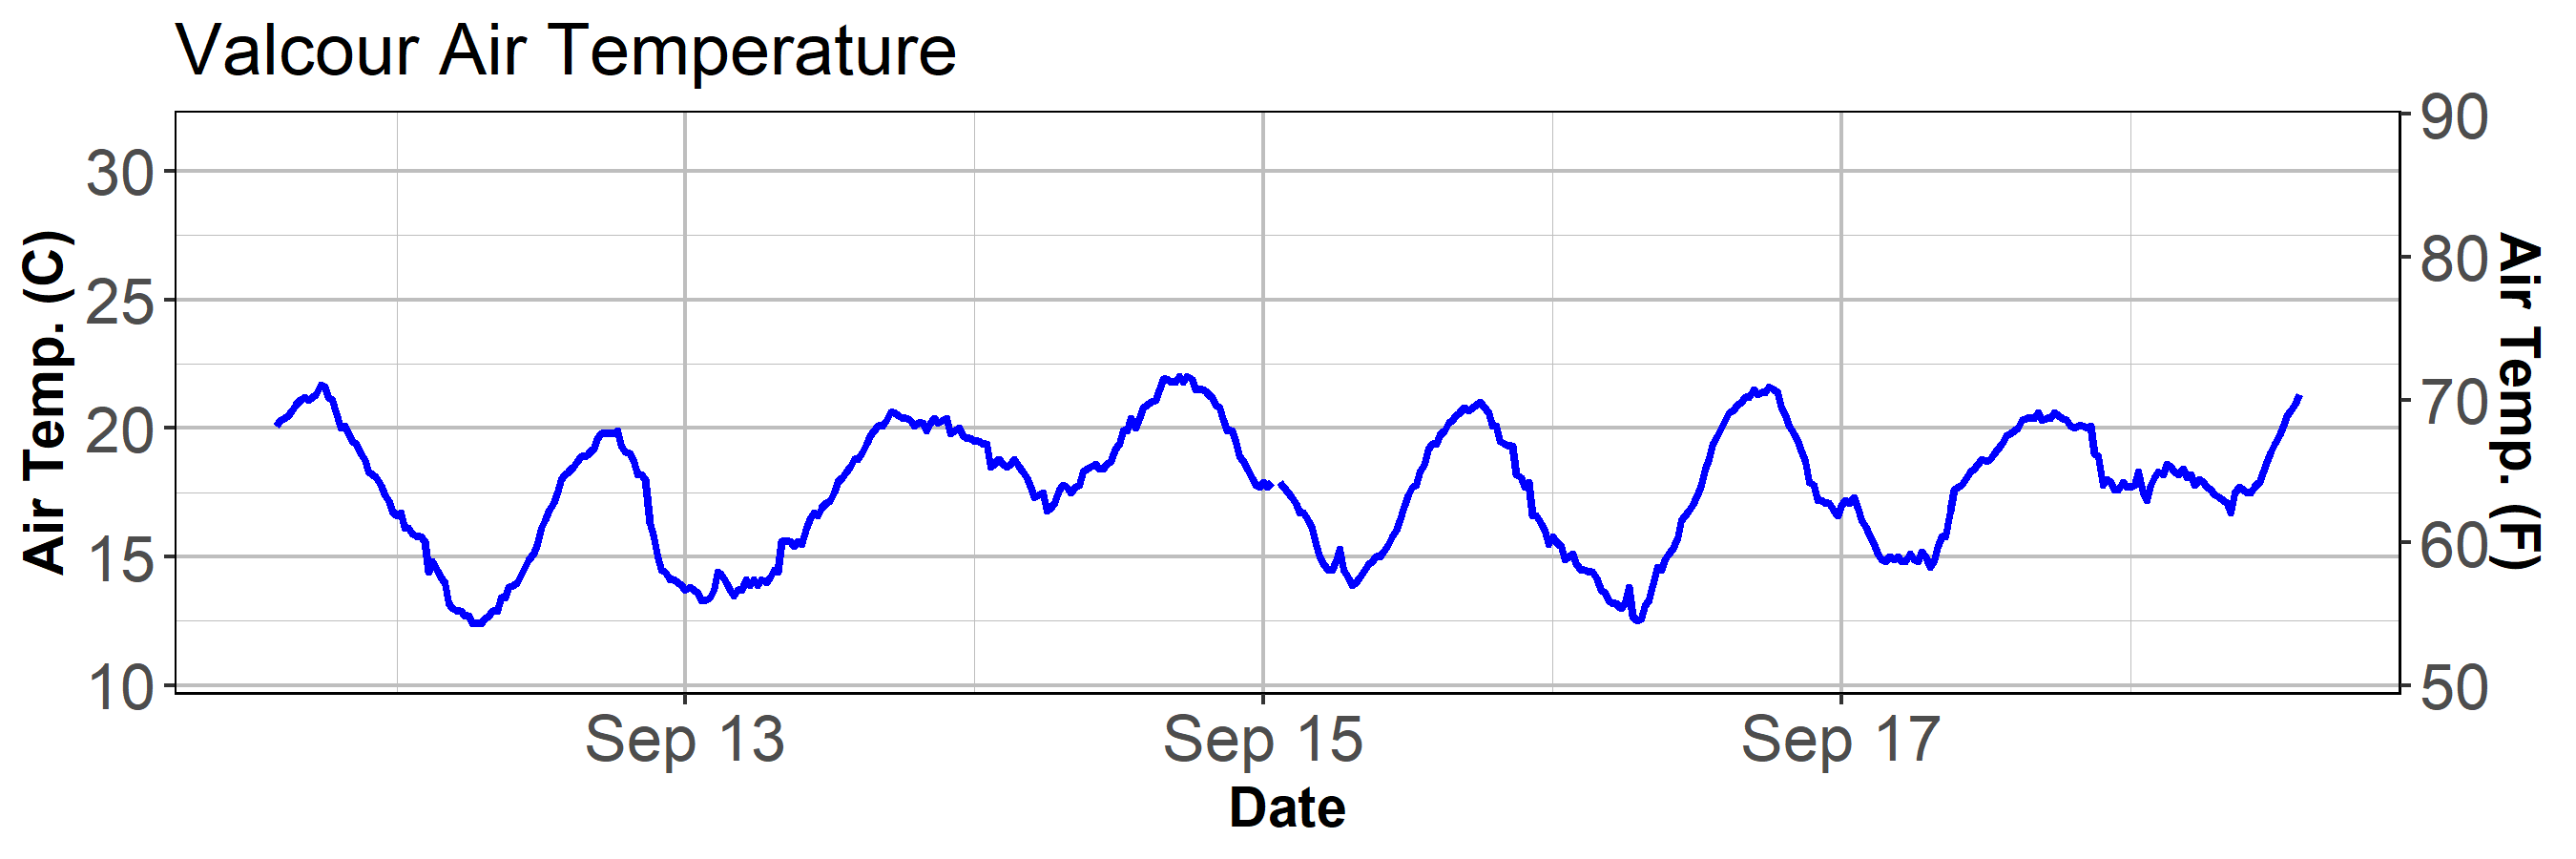 Valcour Air Temperature
Air Temp. (C)
30
25
20
15
10
90
80
70
60
50
Air Temp. (F)
Sep 13
Sep 15
Sep 17
Date